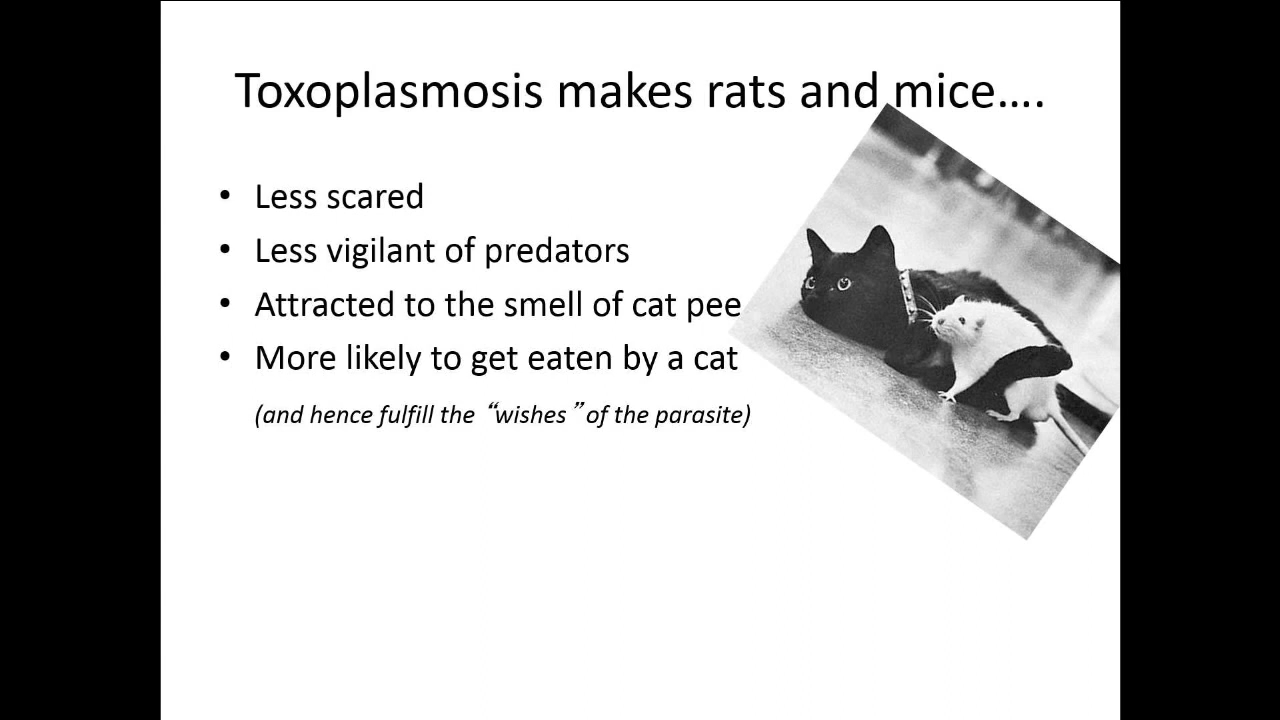 Toxoplasmosis makes rats and mice....
• Less scared
• Less vigilant of predators
• Attracted to the smell of cat pee
• More likely to get eaten by a cat
(and hence fulfill the “wishes” of the parasite)